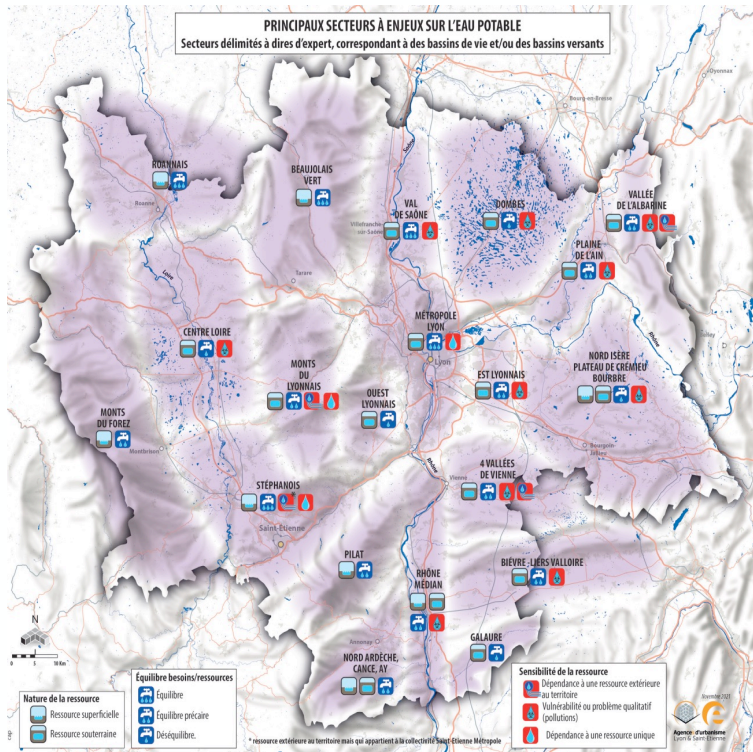 PRINCIPAUX SECTEURS À ENJEUX SUR L'EAU POTABLE
Secteurs délimités à dires d'expert, correspondant à des bassins de vie et/ou des bassins versants
Oyonnax
Bourg-en-Bresse
Saône
ROANNAIS
Roanne
BEAUJOLAIS
VERT
VAL
DE SAÔNE
Villefranche-
sur-Saône
DOMBES
VALLÉE
DE L'ALBARINE
PLAINE
DE L'AIN
Loire
Tarare
CENTRE LOIRE
MÉTROPOLE
LYON
Lyon
Rhône
MONTS
DU
LYONNAIS
OUEST
LYONNAIS
EST LYONNAIS
NORD ISÈRE
PLATEAU DE CRÉMIEU
BOURBRE
MONTS
DU FOREZ
Montbrison
Bourgoin-
Jallieu
Rhône
Vienne
4 VALLÉES
DE VIENNE
STÉPHANOIS
*
Saint-Etienne
PILAT
RHÔNE
MÉDIAN
BIÈVRE -LIERS VALLOIRE
Annonay
GALAURE
NORD ARDÈCHE,
CANCE, AY
N
0 5 10 Km
Nature de la ressource
Ressource superficielle
Ressource souterraine
Équilibre besoins/ressources
Équilibre
Équilibre précaire
Déséquilibre.
* ressource extérieure au territoire mais qui appartient à la collectivité Saint-Etienne Métropole
Sensibilité de la ressource
Dépendance à une ressource extérieure
au territoire
Vulnérabilité ou problème qualitatif
(pollutions)
Dépendance à une ressource unique
Novembre 2021
Agence d'urbanisme
Lyon & Saint-Etienne